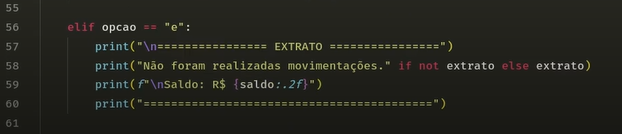 55
56 elif opcao == "e":
57 print("\n================ EXTRATO ================")
58 print("Não foram realizadas movimentações." if not extrato else extrato)
59 print(f"\nSaldo: R$ {saldo:.2f}")
60 print("==========================================")
61